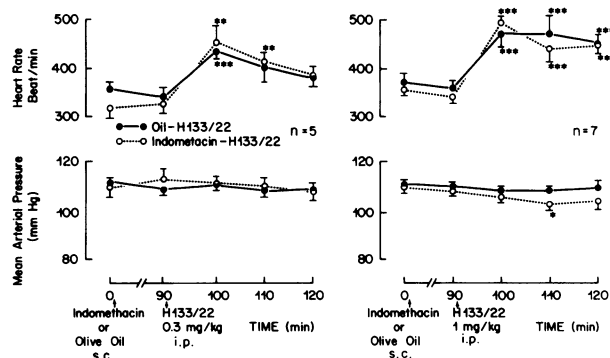 500
400
300
Heart Rate
Beat/min
**
***
**
Oil-H133/22
Indometacin-H133/22
n=5
500
400
300
***
***
***
***
***
**
n=7
120
100
80
Mean Arterial Pressure
(mm Hg)
120
100
80
*
0 90 100 110 120
Indomethacin
or
Olive Oil
s.c.
H133/22
0.3 mg/kg
i.p.
TIME (min)
0 90 100 140 120
Indomethacin
or
Olive Oil
s.c.
H133/22
1 mg/kg
i.p.
TIME (min)